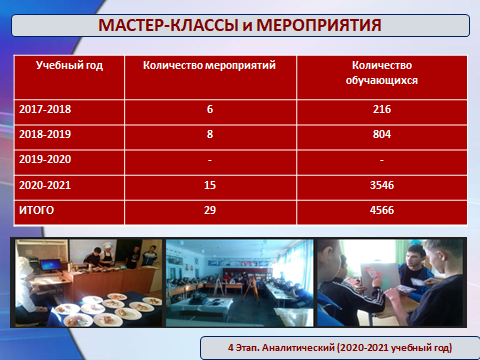 МАСТЕР-КЛАССЫ и МЕРОПРИЯТИЯ
Учебный год Количество мероприятий Количество
обучающихся
2017-2018 6 216
2018-2019 8 804
2019-2020 - -
2020-2021 15 3546
ИТОГО 29 4566
4 Этап. Аналитический (2020-2021 учебный год)